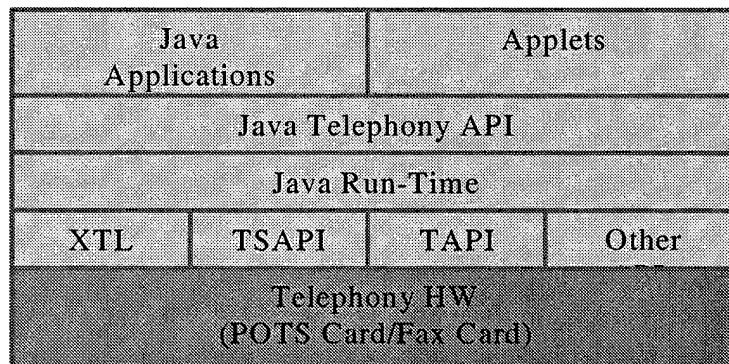 Java Applets
Applications
Java Telephony API
Java Run-Time
XTL TSAPI TAPI Other
Telephony HW
(POTS Card/Fax Card)